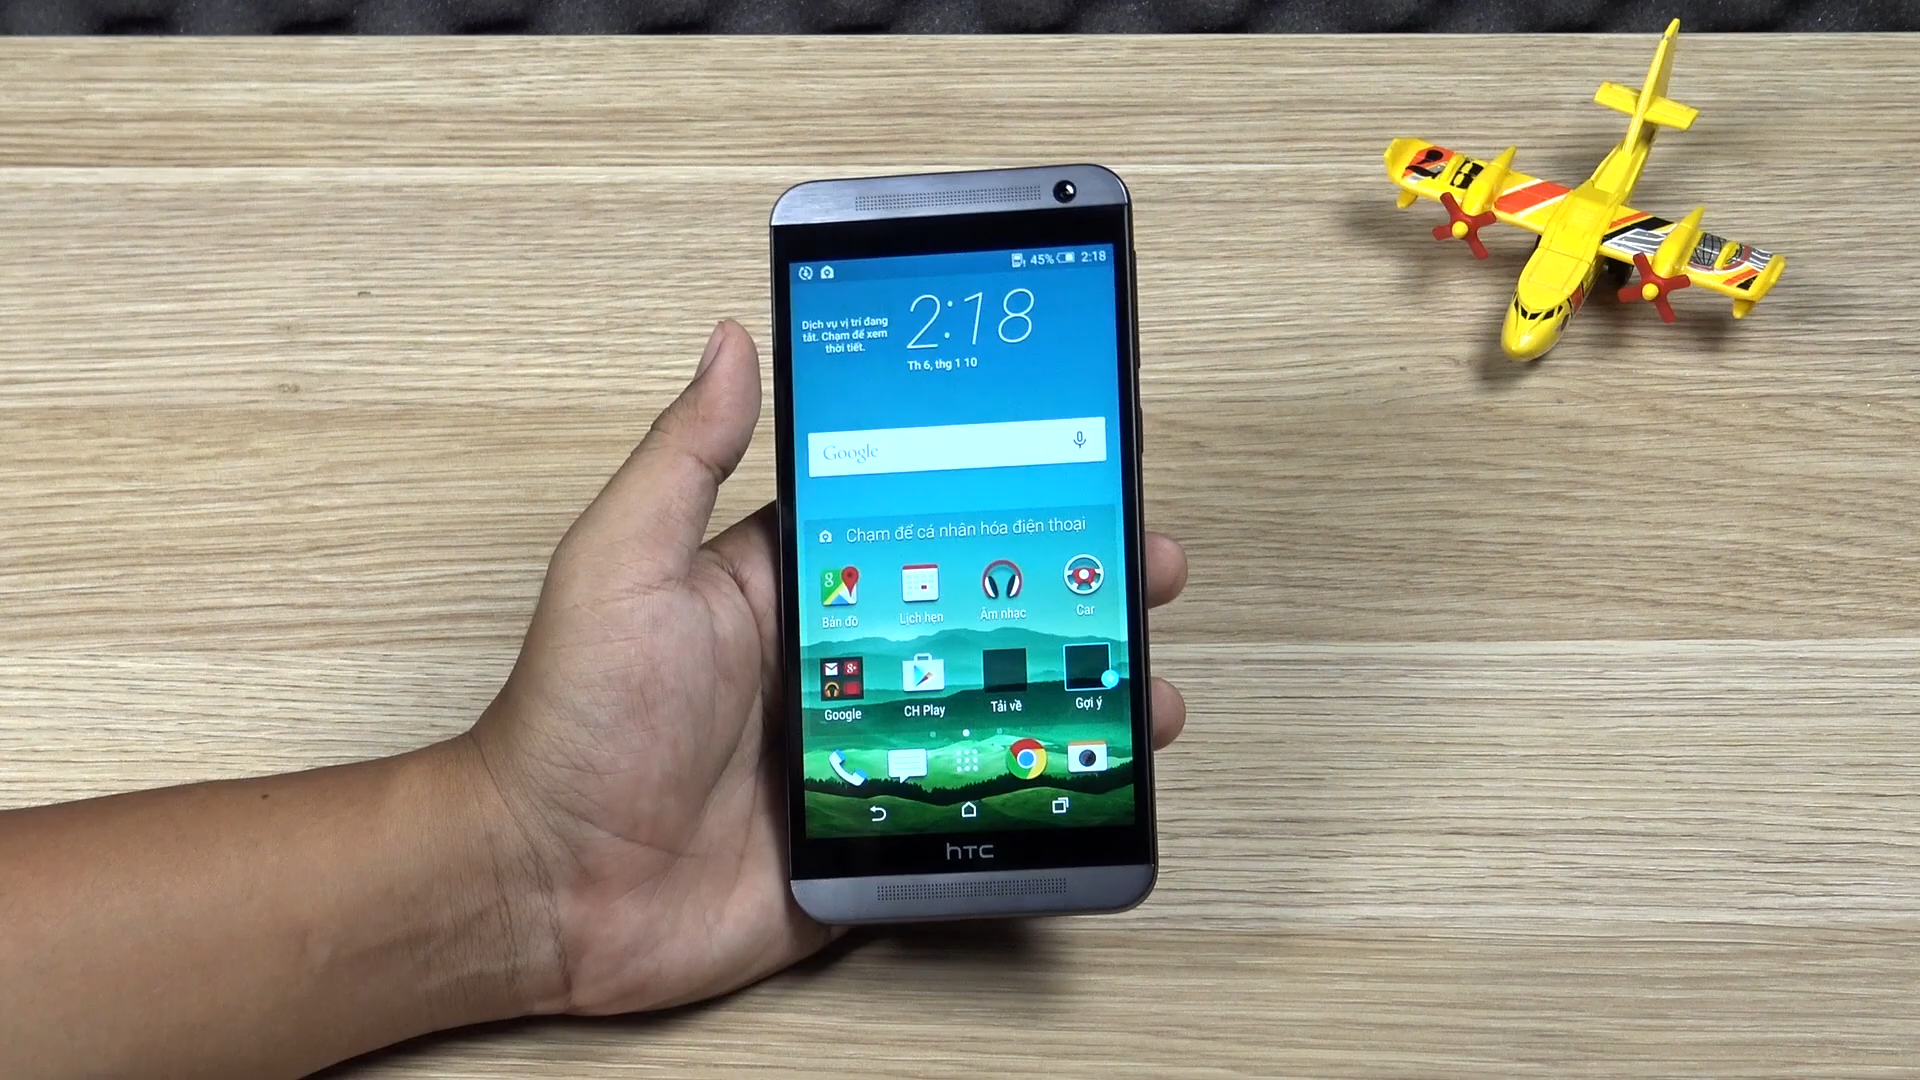 45% 2:18
2:18
Dịch vụ vị trí đang
tắt. Chạm để xem
thời tiết.
Th 6, thg 1 10
Google
Chạm để cá nhân hóa điện thoại
Bản đồ Lịch hẹn Âm nhạc Car
Google CH Play Tải về Gợi ý
hTC